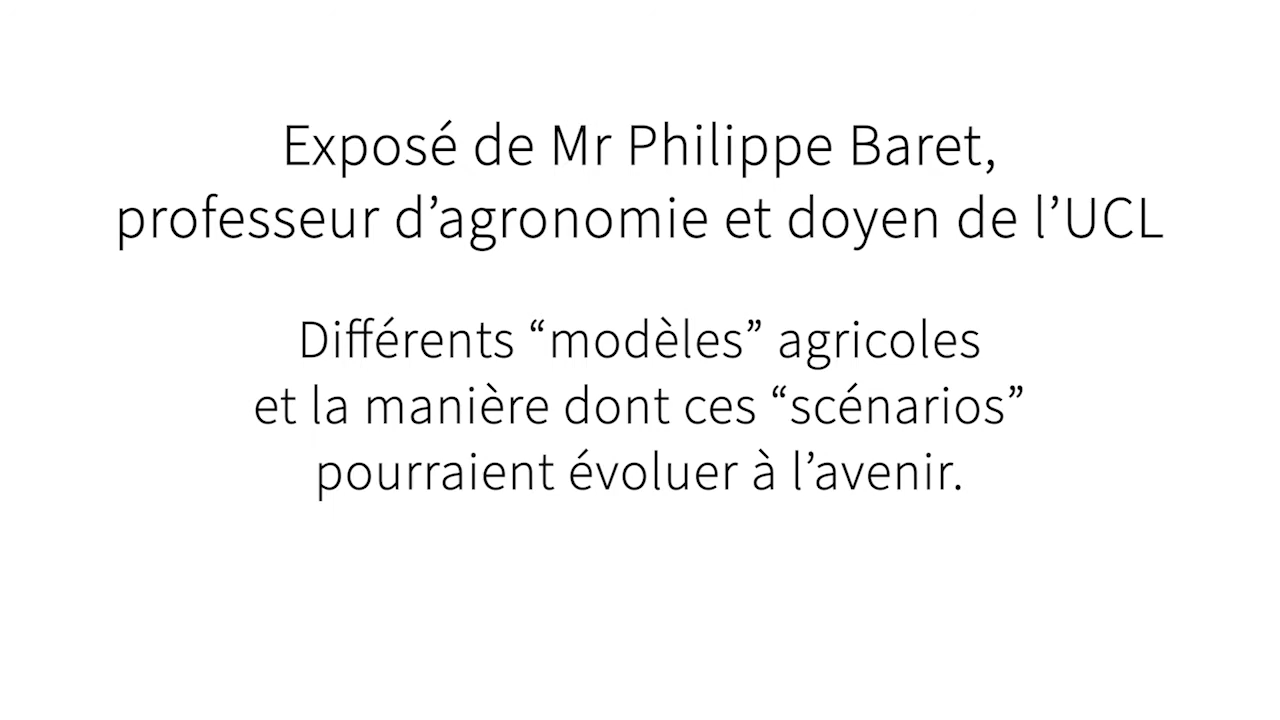 Exposé de Mr Philippe Baret,
professeur d’agronomie et doyen de l’UCL
Différents “modèles” agricoles
et la manière dont ces “scénarios”
pourraient évoluer à l’avenir.